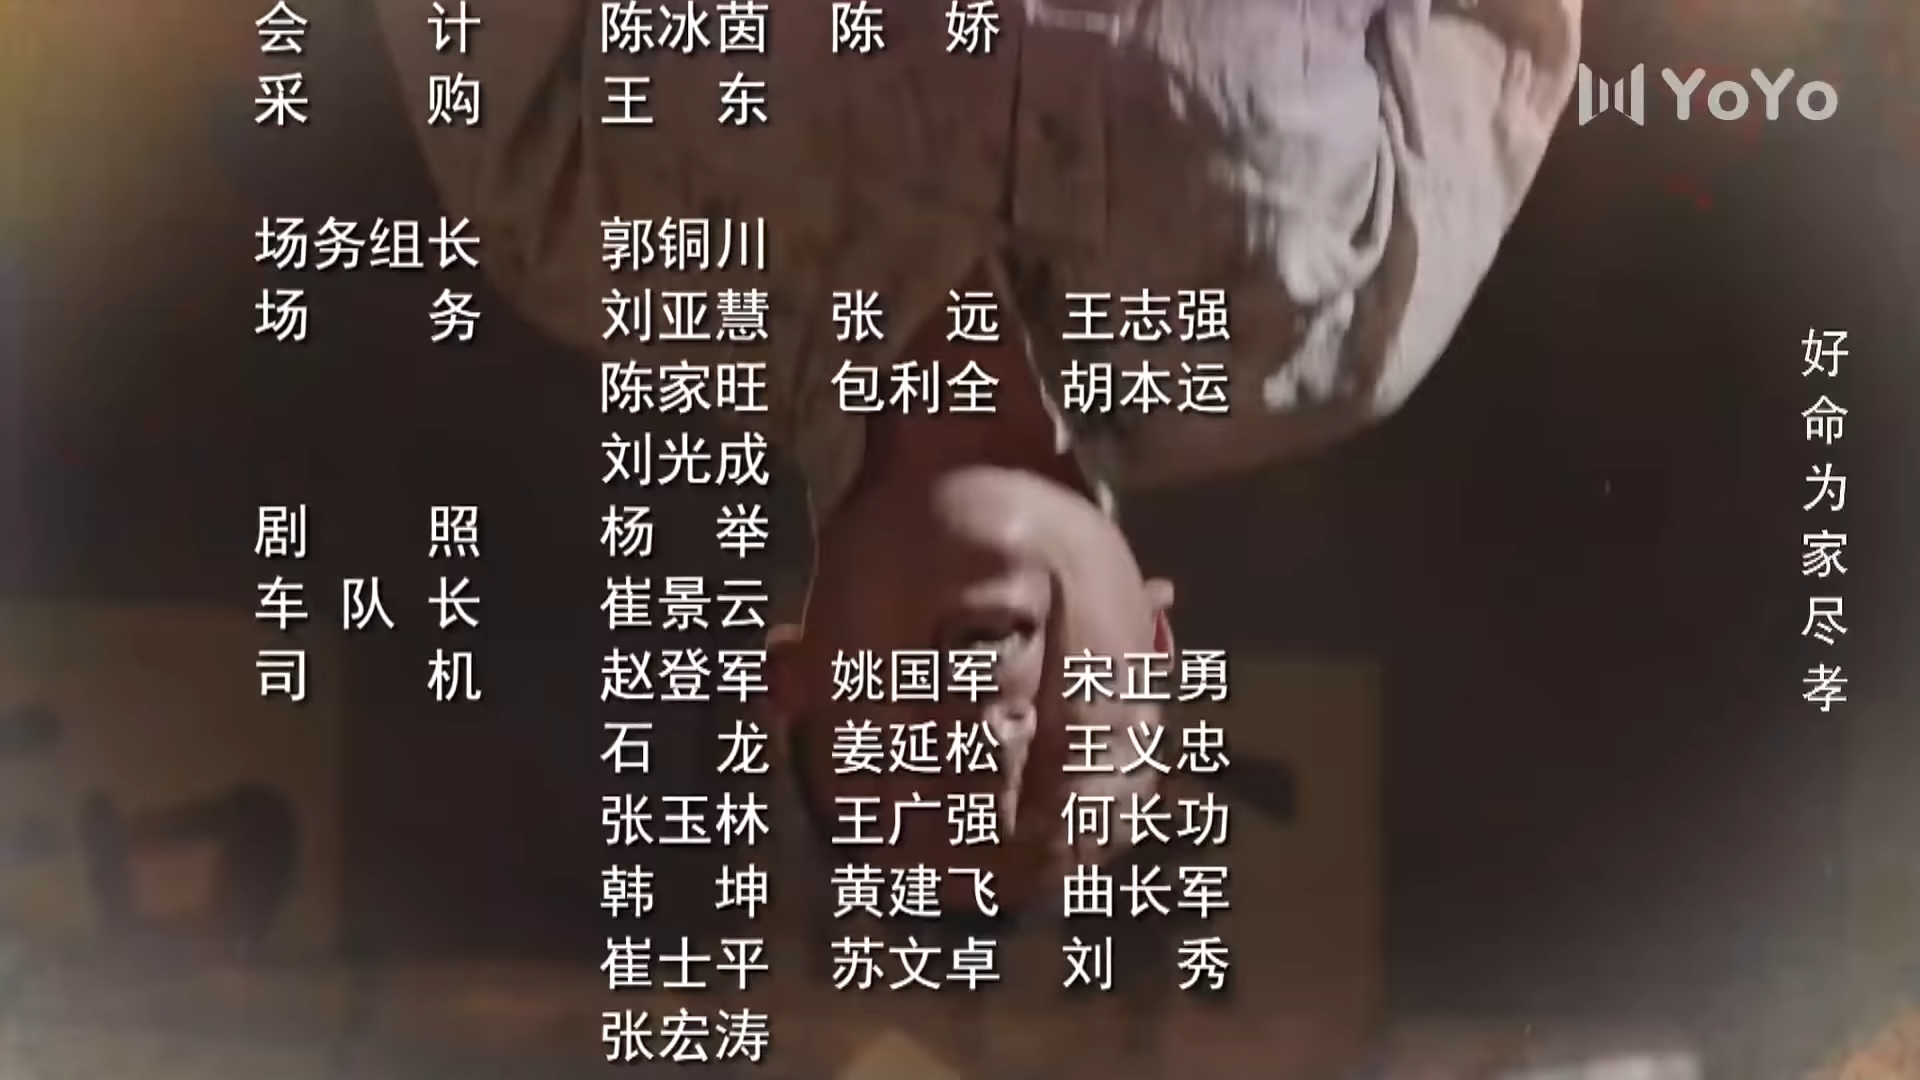 会计 陈冰茵 陈娇
采购 王东
场务组长 郭铜川
场务 刘亚慧 张远 王志强
陈家旺 包利全 胡本运
刘光成
剧照 杨举
车队长 崔景云
司机 赵登军 姚国军 宋正勇
石龙 姜延松 王义忠
张玉林 王广强 何长功
韩坤 黄建飞 曲长军
崔士平 苏文卓 刘秀
张宏涛
YoYo
好命为家尽孝